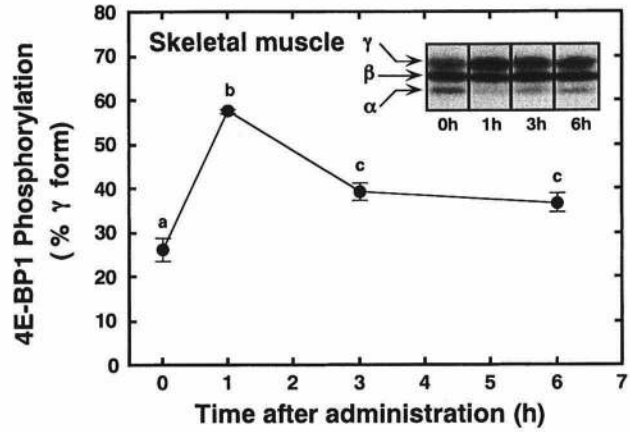 80
70
60
50
40
30
20
10
0
4E-BP1 Phosphorylation
( % γ form)
Skeletal muscle
γ
β
α
0h 1h 3h 6h
a
b
c
c
0 1 2 3 4 5 6 7
Time after administration (h)